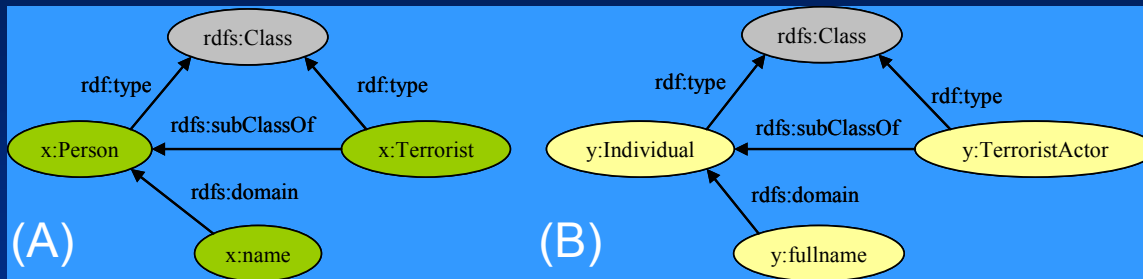 rdfs:Class
rdf:type
rdf:type
rdfs:subClassOf
x:Person
x:Terrorist
rdfs:domain
x:name
(A)
rdfs:Class
rdf:type
rdf:type
rdfs:subClassOf
y:Individual
y:TerroristActor
rdfs:domain
y:fullname
(B)